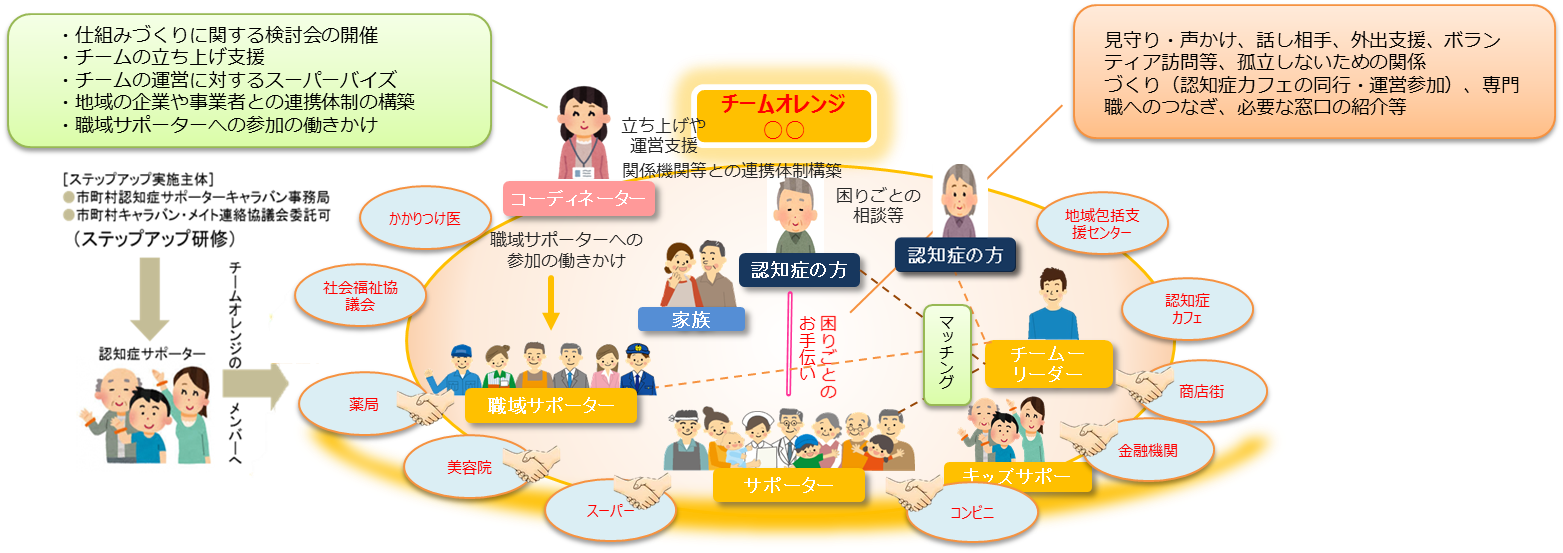 ・仕組みづくりに関する検討会の開催
・チームの立ち上げ支援
・チームの運営に対するスーパーバイズ
・地域の企業や事業者との連携体制の構築
・職域サポーターへの参加の働きかけ
見守り・声かけ、話し相手、外出支援、ボラン
ティア訪問等、孤立しないための関係
づくり（認知症カフェの同行・運営参加）、専門
職へのつなぎ、必要な窓口の紹介等
チームオレンジ
〇〇
立ち上げや
運営支援
関係機関等との連携体制構築
コーディネーター
[ステップアップ実施主体]
●市町村認知症サポーターキャラバン事務局
●市町村キャラバン・メイト連絡協議会委託可
（ステップアップ研修）
チームオレンジの
メンバーへ
認知症サポーター
かかりつけ医
社会福祉協
議会
薬局
美容院
スーパー
コンビニ
金融機関
商店街
認知症
カフェ
地域包括支
援センター
職域サポーターへの
参加の働きかけ
困りごとの
相談等
認知症の方
認知症の方
家族
困りごとの
お手伝い
マッチング
チームー
リーダー
職域サポーター
サポーター
キッズサポー